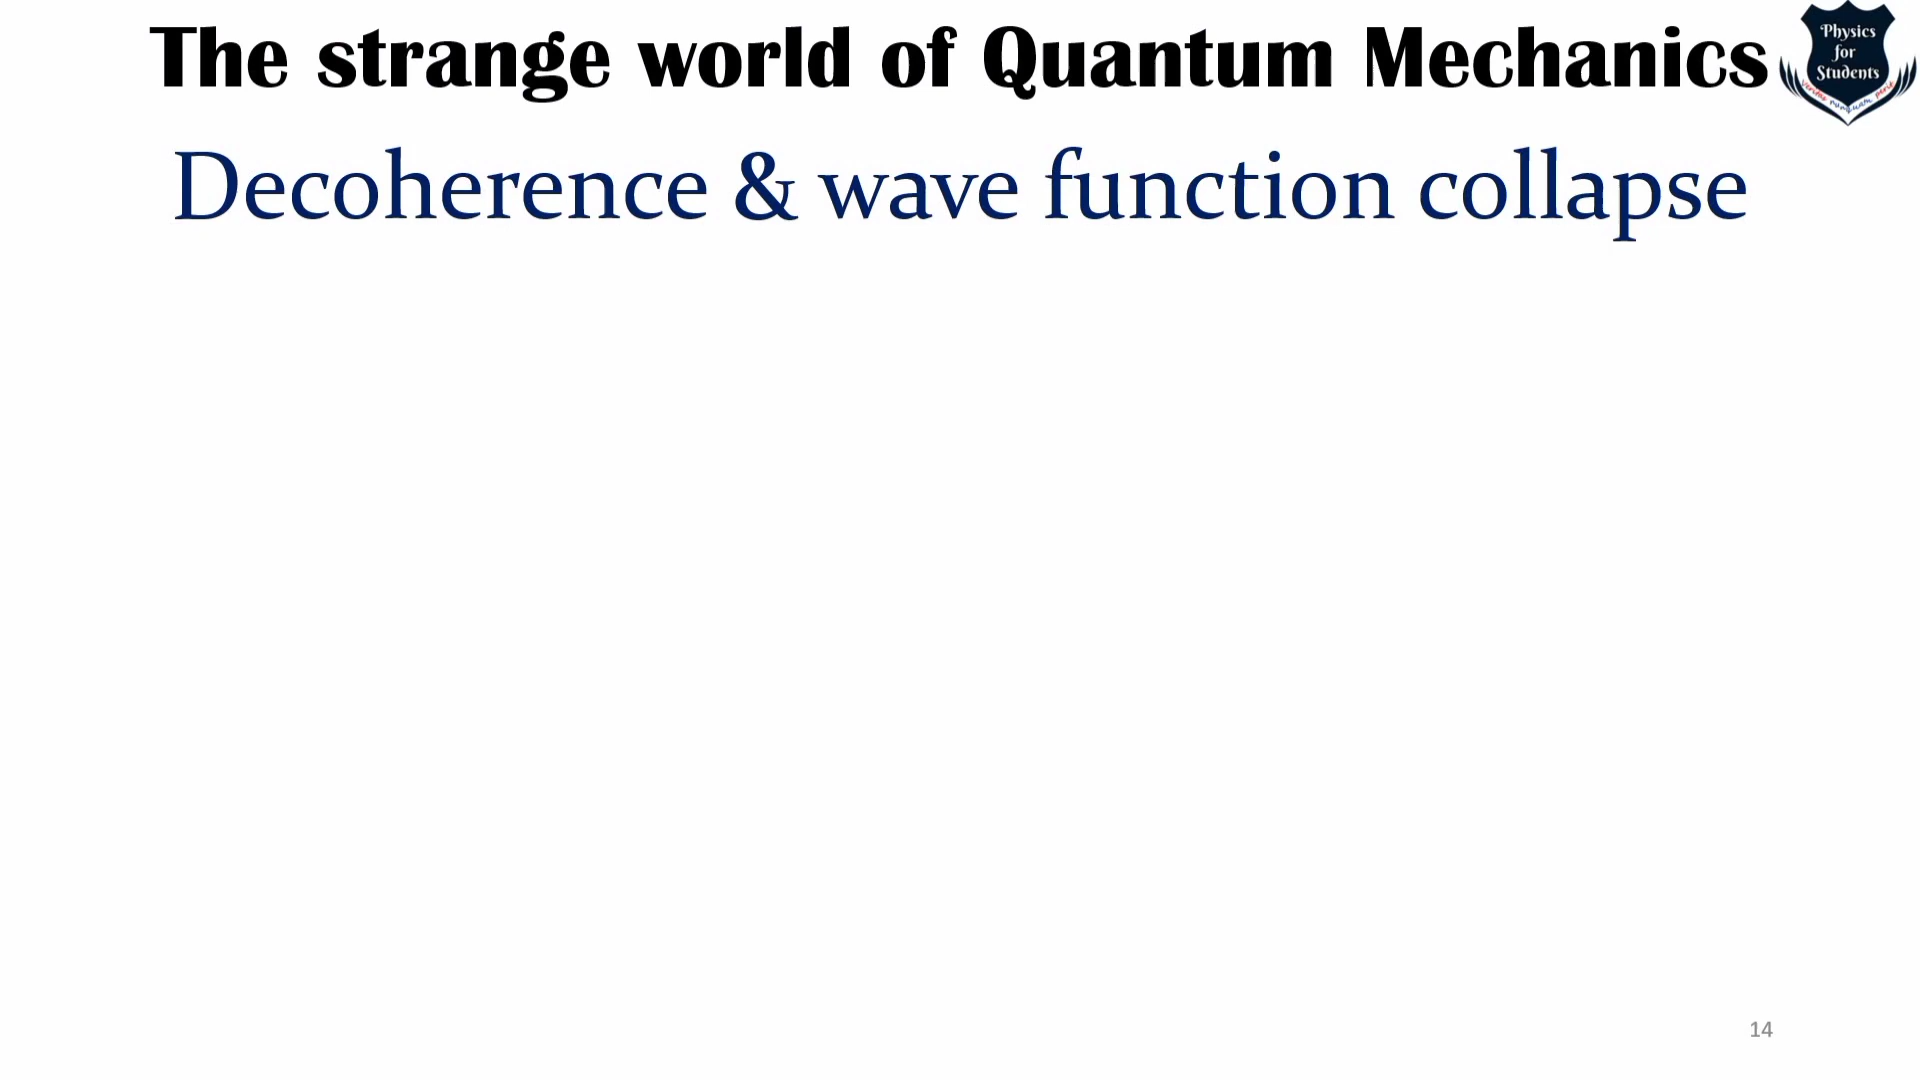 The strange world of Quantum Mechanics
Physics
for
Students
Decoherence & wave function collapse
14